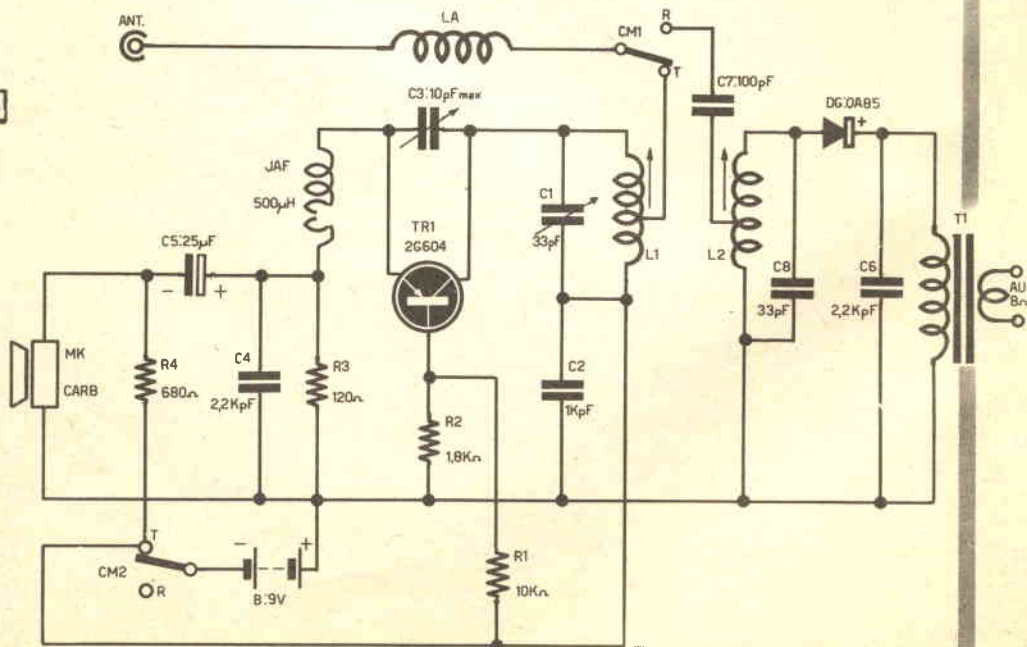 ANT.
LA
CM1
R
T
C7:100pF
C3:10pF max
DG:OA85
+
JAF
500µH
TR1
2G604
C1
33pF
L1
L2
C8
33pF
C6
2,2KpF
T1
AU
8Ω
C5:25µF
- +
MK
CARB
R4
680Ω
C4
2,2KpF
R3
120Ω
R2
1,8KΩ
C2
1KpF
T
CM2
R
- +
B:9V
R1
10KΩ